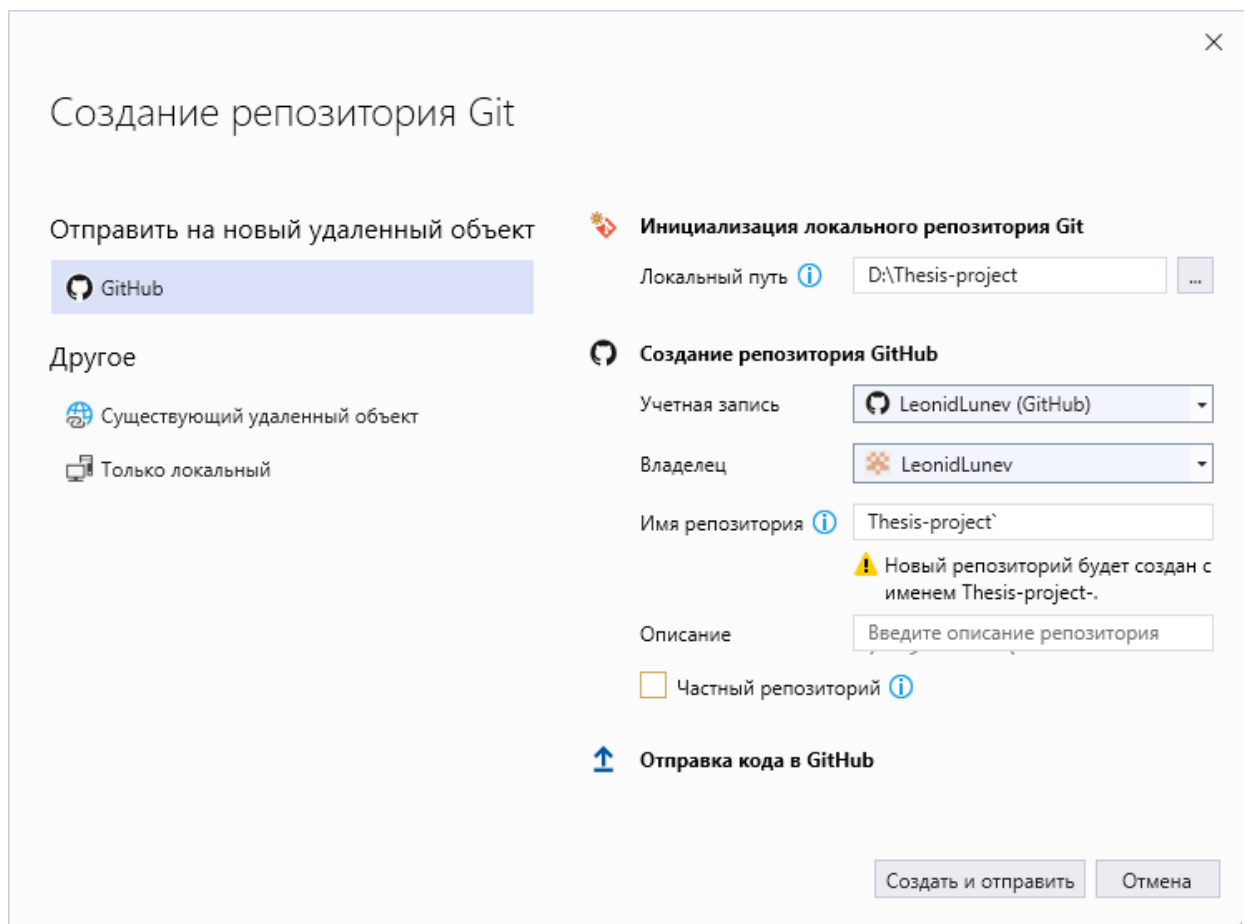 Создание репозитория Git
Отправить на новый удаленный объект
GitHub
Другое
Существующий удаленный объект
Только локальный
Инициализация локального репозитория Git
Локальный путь D:\Thesis-project ...
Создание репозитория GitHub
Учетная запись LeonidLunev (GitHub)
Владелец LeonidLunev
Имя репозитория Thesis-project`
Новый репозиторий будет создан с
именем Thesis-project-.
Описание Введите описание репозитория
Частный репозиторий
Отправка кода в GitHub
Создать и отправить Отмена